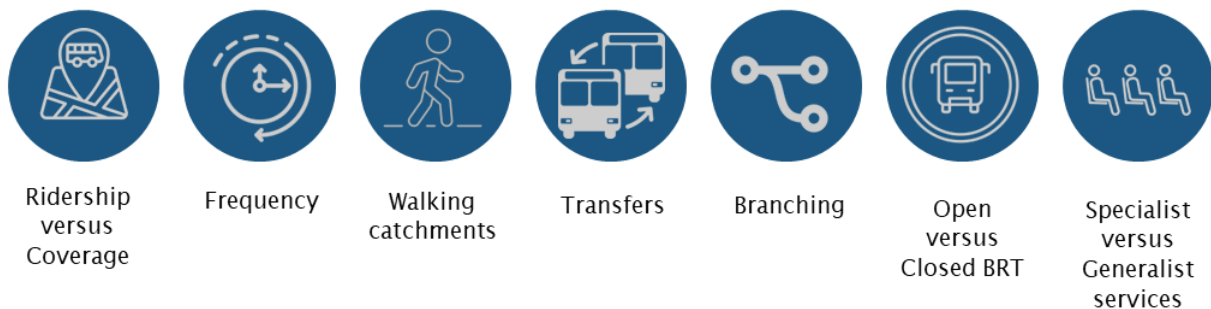 Ridership
versus
Coverage
Frequency
Walking
catchments
Transfers
Branching
Open
versus
Closed BRT
Specialist
versus
Generalist
services